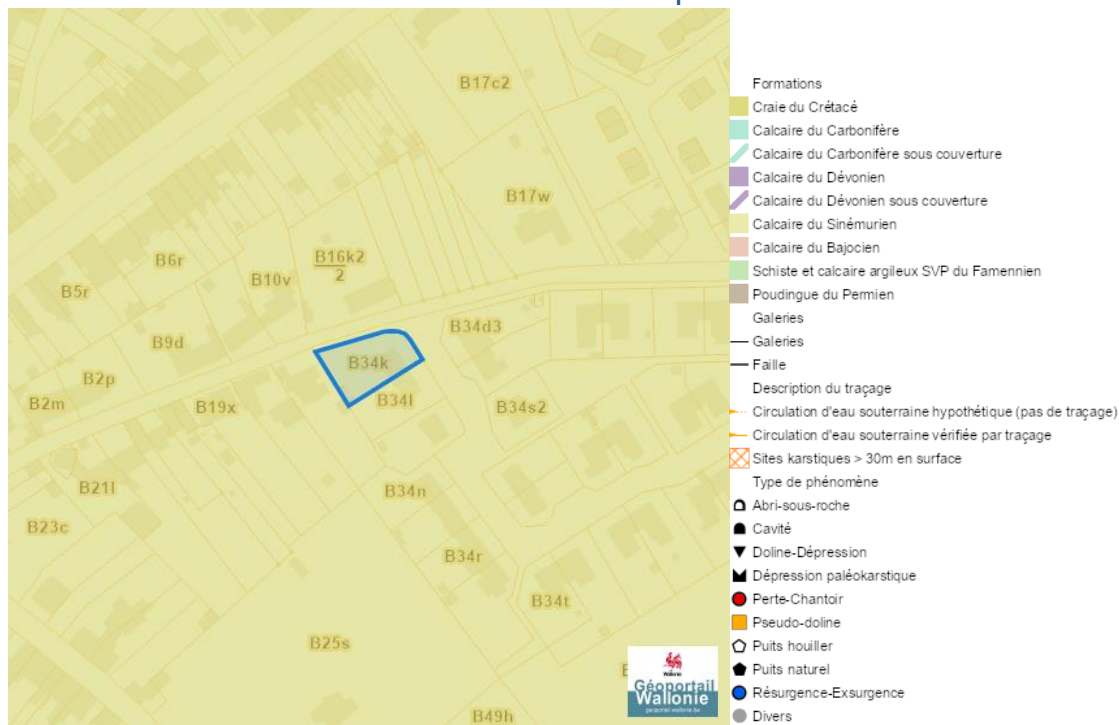 B17c2
B17w
B6r
B16k2
2
B10v
B5r
B34d3
B9d
B34k
B2p
B34l
B2m
B19x
B34s2
B21l
B34n
B23c
B34r
B34t
B25s
B49h
Wallonie
Géoportail
Wallonie
geoportail.wallonie.be
Formations
Craie du Crétacé
Calcaire du Carbonifère
Calcaire du Carbonifère sous couverture
Calcaire du Dévonien
Calcaire du Dévonien sous couverture
Calcaire du Sinémurien
Calcaire du Bajocien
Schiste et calcaire argileux SVP du Famennien
Poudingue du Permien
Galeries
Galeries
Faille
Description du traçage
Circulation d'eau souterraine hypothétique (pas de traçage)
Circulation d'eau souterraine vérifiée par traçage
Sites karstiques > 30m en surface
Type de phénomène
Abri-sous-roche
Cavité
Doline-Dépression
Dépression paléokarstique
Perte-Chantoir
Pseudo-doline
Puits houiller
Puits naturel
Résurgence-Exsurgence
Divers